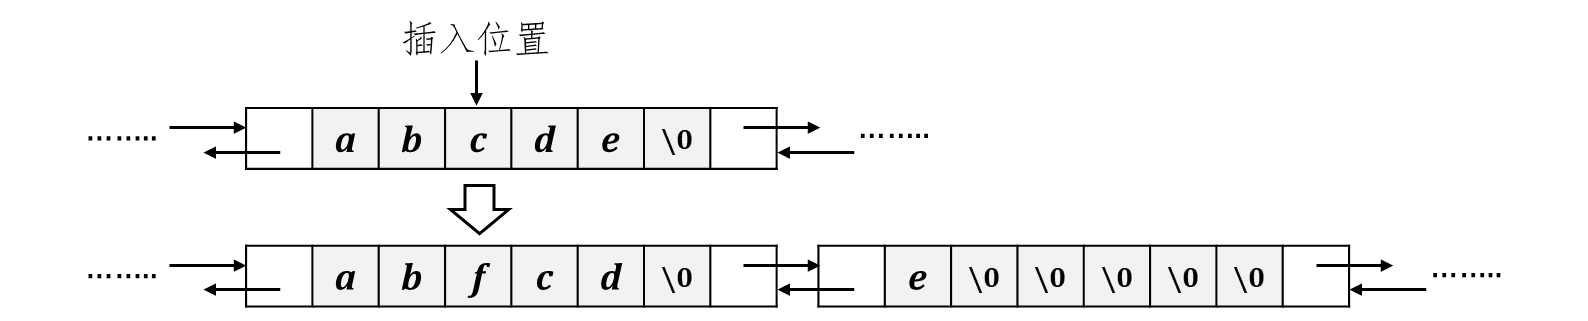 插入位置
........ a b c d e \0 ........
........ a b f c d \0 e \0 \0 \0 \0 \0 ........